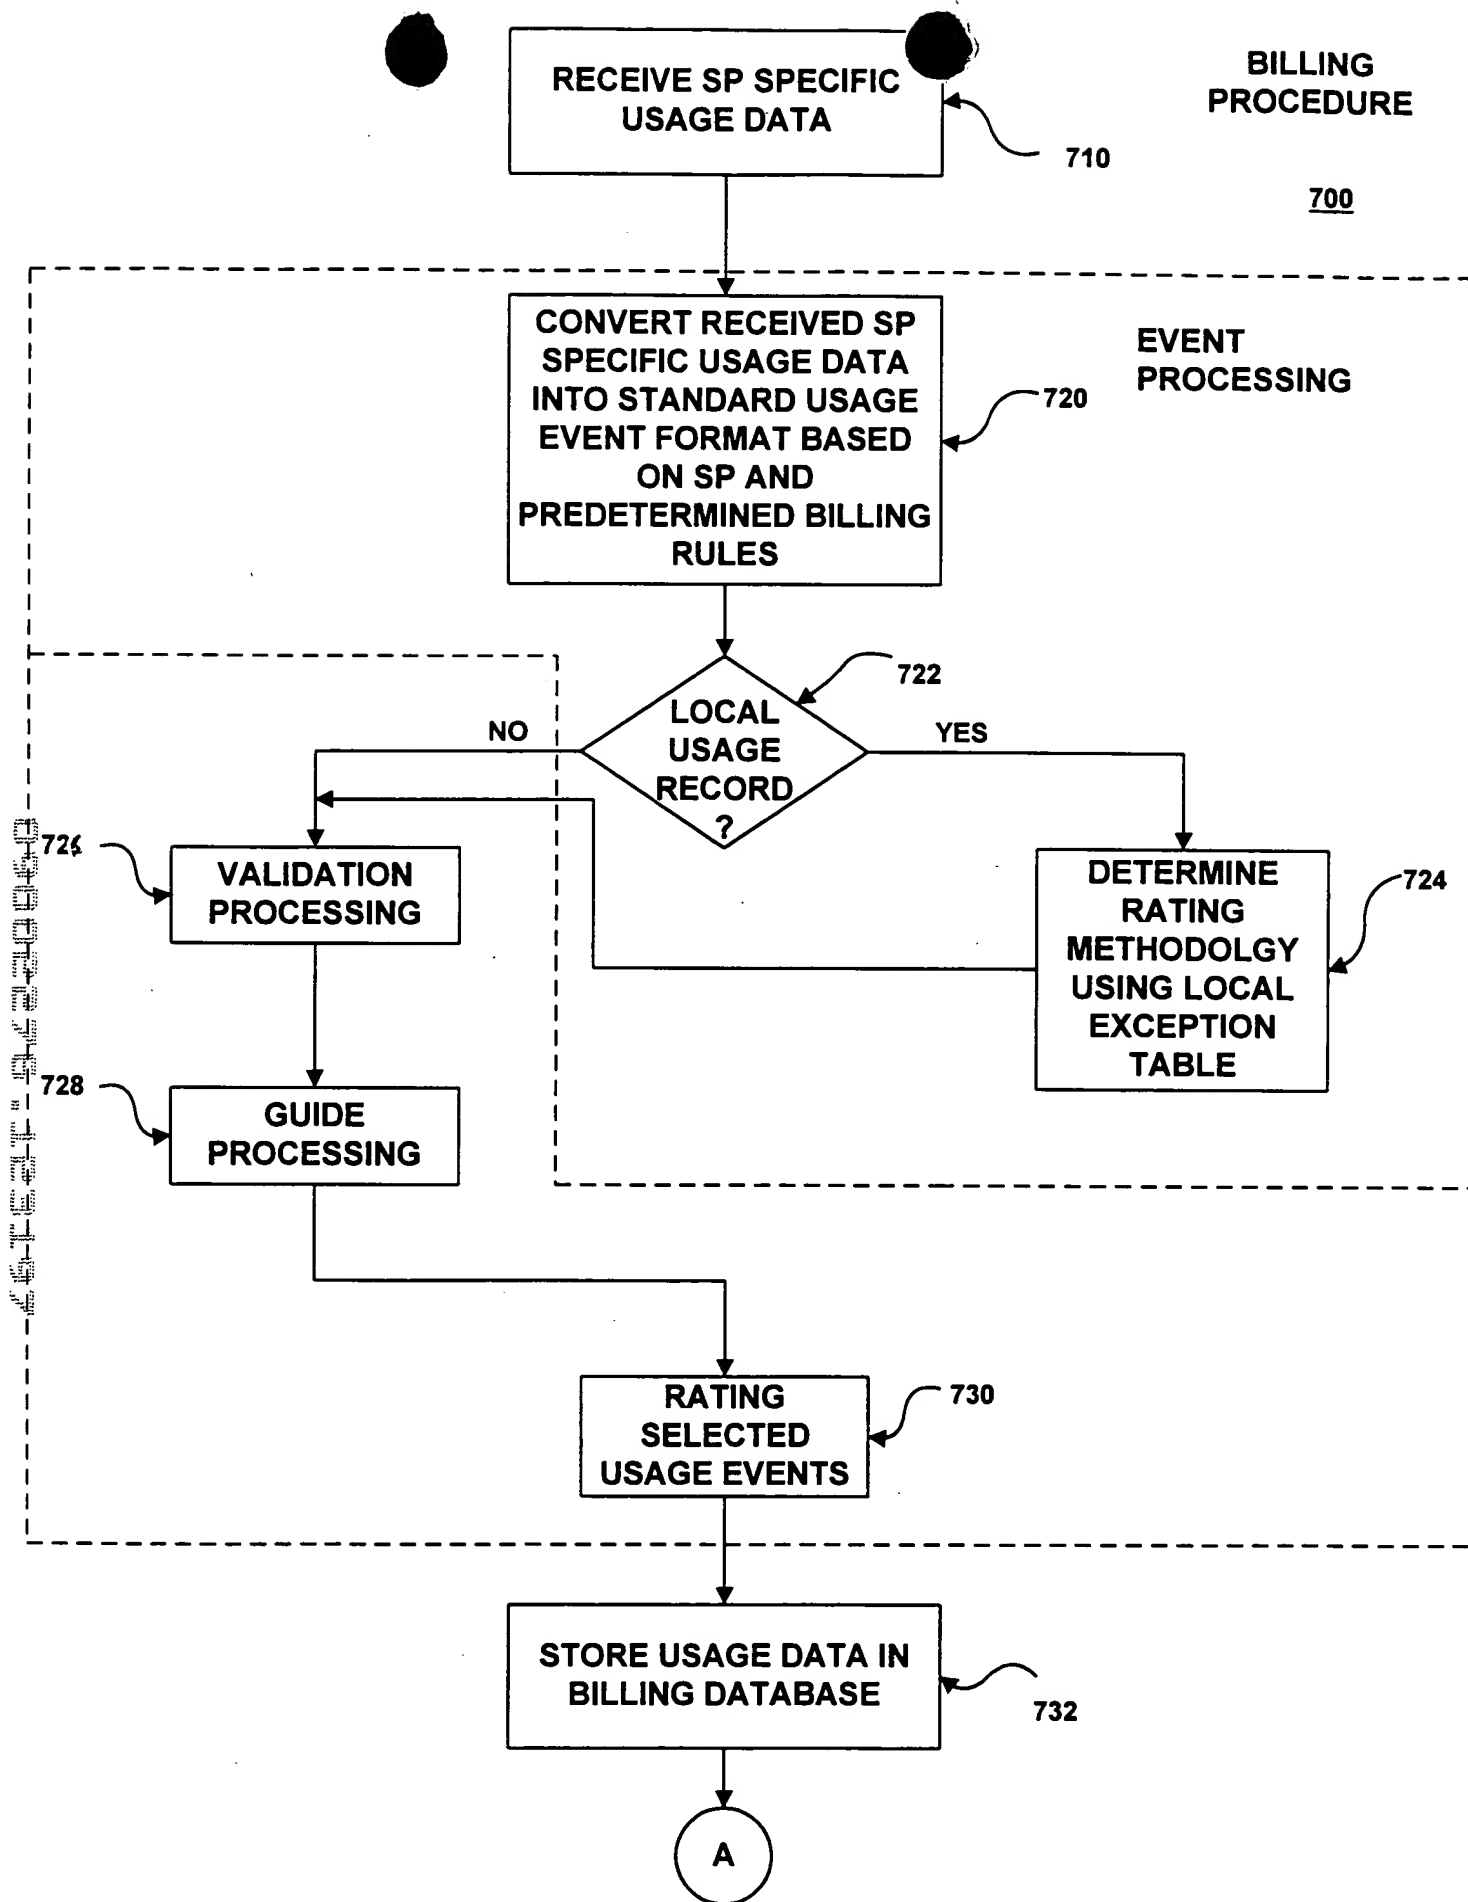 RECEIVE SP SPECIFIC
USAGE DATA
710
BILLING
PROCEDURE
700
CONVERT RECEIVED SP
SPECIFIC USAGE DATA
INTO STANDARD USAGE
EVENT FORMAT BASED
ON SP AND
PREDETERMINED BILLING
RULES
720
EVENT
PROCESSING
722
LOCAL
USAGE
RECORD
?
NO
YES
VALIDATION
PROCESSING
DETERMINE
RATING
METHODOLGY
USING LOCAL
EXCEPTION
TABLE
724
728
GUIDE
PROCESSING
RATING
SELECTED
USAGE EVENTS
730
STORE USAGE DATA IN
BILLING DATABASE
732
A